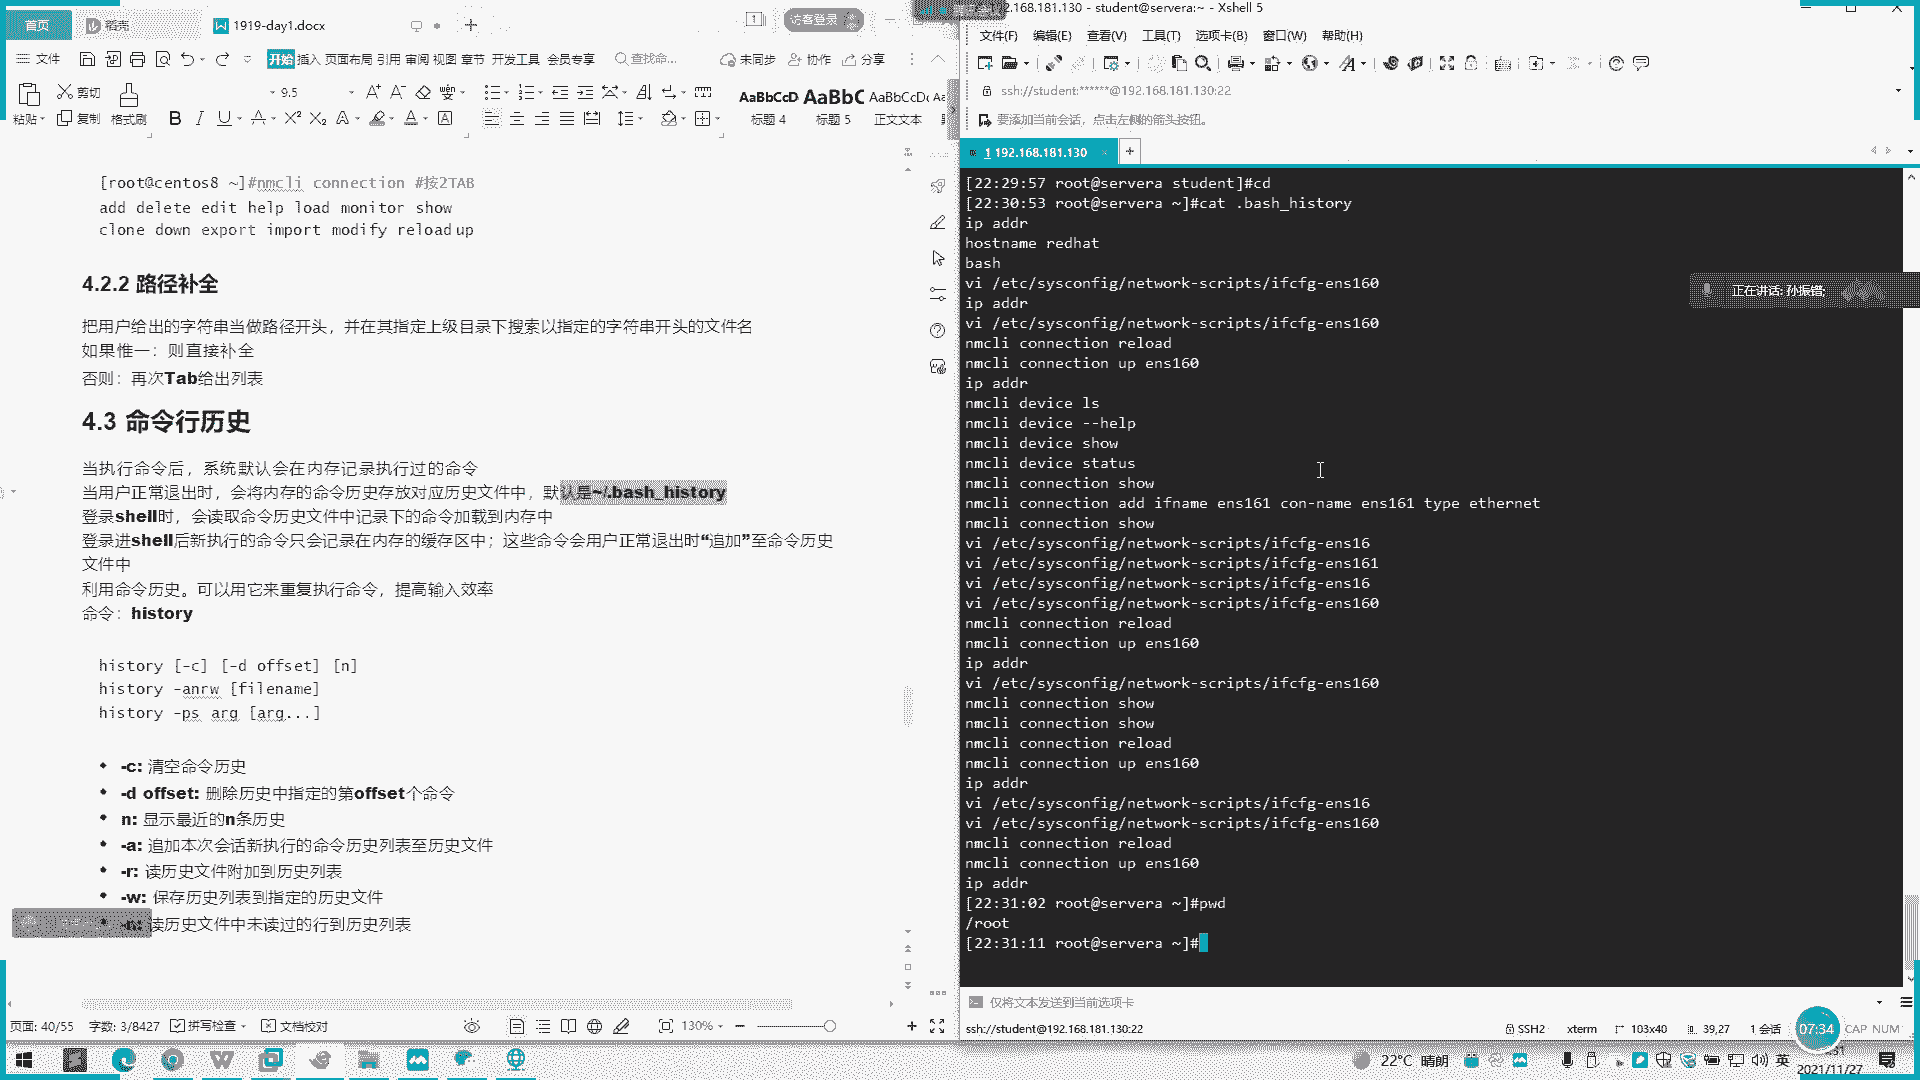 首页
稻壳
1919-day1.docx
访客登录
文件
开始 插入 页面布局 引用 审阅 视图 章节 开发工具 会员专享
查找命...
未同步
协作
分享
粘贴
剪切
复制
格式刷
9.5
AaBbCcD
AaBbC
AaBbCcD
标题 4
标题 5
正文文本
[root@centos8 ~]#nmcli connection #按2TAB
add delete edit help load monitor show
clone down export import modify reload up
4.2.2 路径补全
把用户给出的字符串当做路径开头，并在其指定上级目录下搜索以指定的字符串开头的文件名
如果惟一：则直接补全
否则：再次Tab给出列表
4.3 命令行历史
当执行命令后，系统默认会在内存记录执行过的命令
当用户正常退出时，会将内存的命令历史存放对应历史文件中，默认是~/.bash_history
登录shell时，会读取命令历史文件中记录下的命令加载到内存中
登录进shell后新执行的命令只会记录在内存的缓存区中；这些命令会用户正常退出时“追加”至命令历史
文件中
利用命令历史。可以用它来重复执行命令，提高输入效率
命令：history
history [-c] [-d offset] [n]
history -anrw [filename]
history -ps arg [arg...]
-c: 清空命令历史
-d offset: 删除历史中指定的第offset个命令
n: 显示最近的n条历史
-a: 追加本次会话新执行的命令历史列表至历史文件
-r: 读历史文件附加到历史列表
-w: 保存历史列表到指定的历史文件
读历史文件中未读过的行到历史列表
页面: 40/55
字数: 3/8427
拼写检查
文档校对
130%
.168.181.130 - student@servera:~ - Xshell 5
文件(F) 编辑(E) 查看(V) 工具(T) 选项卡(B) 窗口(W) 帮助(H)
ssh://student:******@192.168.181.130:22
要添加当前会话，点击左侧的箭头按钮。
1 192.168.181.130
[22:29:57 root@servera student]#cd
[22:30:53 root@servera ~]#cat .bash_history
ip addr
hostname redhat
bash
vi /etc/sysconfig/network-scripts/ifcfg-ens160
ip addr
vi /etc/sysconfig/network-scripts/ifcfg-ens160
nmcli connection reload
nmcli connection up ens160
ip addr
nmcli device ls
nmcli device --help
nmcli device show
nmcli device status
nmcli connection show
nmcli connection add ifname ens161 con-name ens161 type ethernet
nmcli connection show
vi /etc/sysconfig/network-scripts/ifcfg-ens16
vi /etc/sysconfig/network-scripts/ifcfg-ens161
vi /etc/sysconfig/network-scripts/ifcfg-ens16
vi /etc/sysconfig/network-scripts/ifcfg-ens160
nmcli connection reload
nmcli connection up ens160
ip addr
vi /etc/sysconfig/network-scripts/ifcfg-ens160
nmcli connection show
nmcli connection show
nmcli connection reload
nmcli connection up ens160
ip addr
vi /etc/sysconfig/network-scripts/ifcfg-ens16
vi /etc/sysconfig/network-scripts/ifcfg-ens160
nmcli connection reload
nmcli connection up ens160
ip addr
[22:31:02 root@servera ~]#pwd
/root
[22:31:11 root@servera ~]#
正在讲话: 孙振锴;
仅将文本发送到当前选项卡
ssh://student@192.168.181.130:22
SSH2
xterm
103x40
39,27
1 会话
CAP NUM
07:34
22°C 晴朗
英
2021/11/27